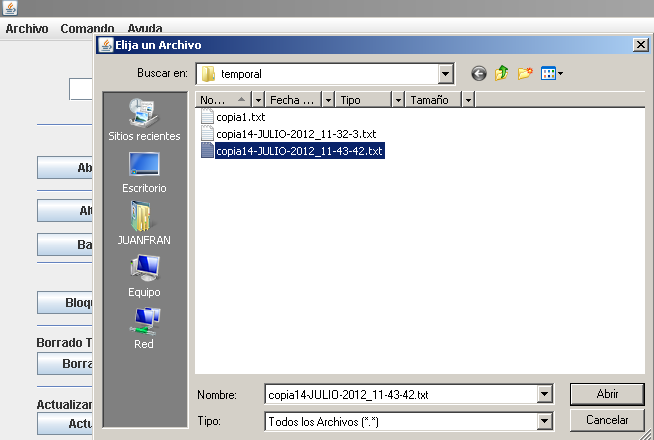 Archivo Comando Ayuda
Elija un Archivo
Buscar en: temporal
No... Fecha ... Tipo Tamaño
copia1.txt
copia14-JULIO-2012_11-32-3.txt
copia14-JULIO-2012_11-43-42.txt
Sitios recientes
Escritorio
JUANFRAN
Equipo
Red
Ab
Alt
Ba
Bloq
Borrado T
Borra
Actualizar
Actu
Nombre: copia14-JULIO-2012_11-43-42.txt Abrir
Tipo: Todos los Archivos (*.*) Cancelar